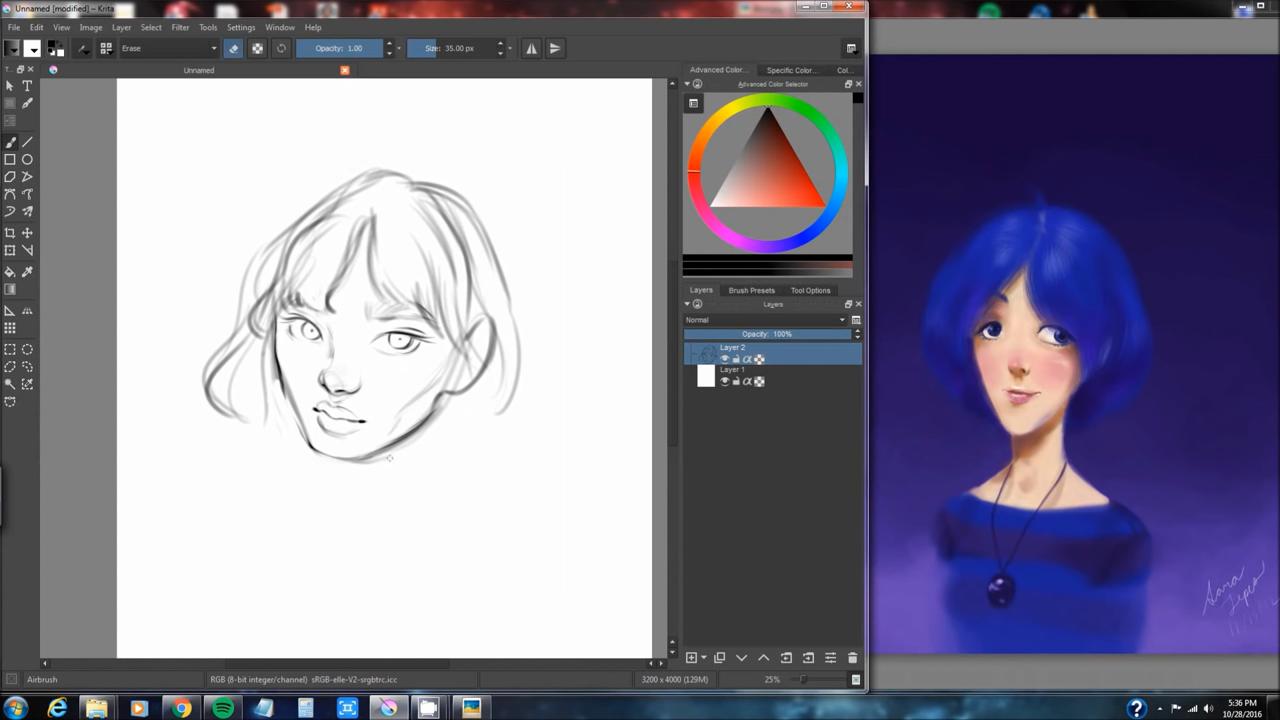 Unnamed [modified] - Krita
File Edit View Image Layer Select Filter Tools Settings Window Help
Erase Opacity: 1.00 Size: 35.00 px
Unnamed
Advanced Color... Specific Color... Col...
Advanced Color Selector
Layers Brush Presets Tool Options
Layers
Normal
Opacity: 100%
Layer 2
Layer 1
Sara
Airbrush RGB (8-bit integer/channel) sRGB-elle-V2-srgbtrc.icc 3200 x 4000 (129M) 25%
5:36 PM
10/28/2016